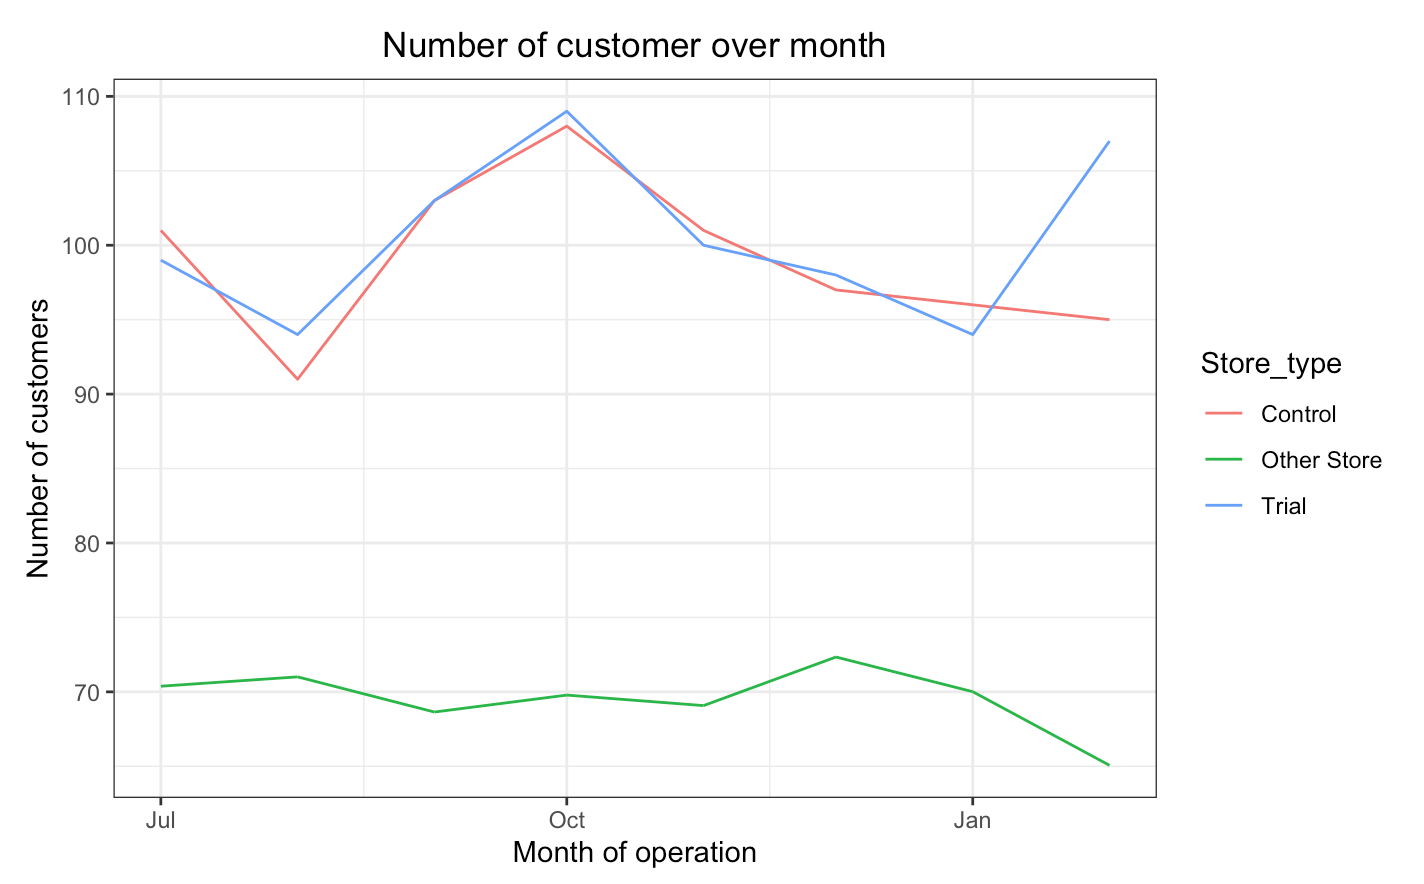 Number of customer over month
110
100
90
80
70
Number of customers
Jul
Oct
Jan
Month of operation
Store_type
Control
Other Store
Trial